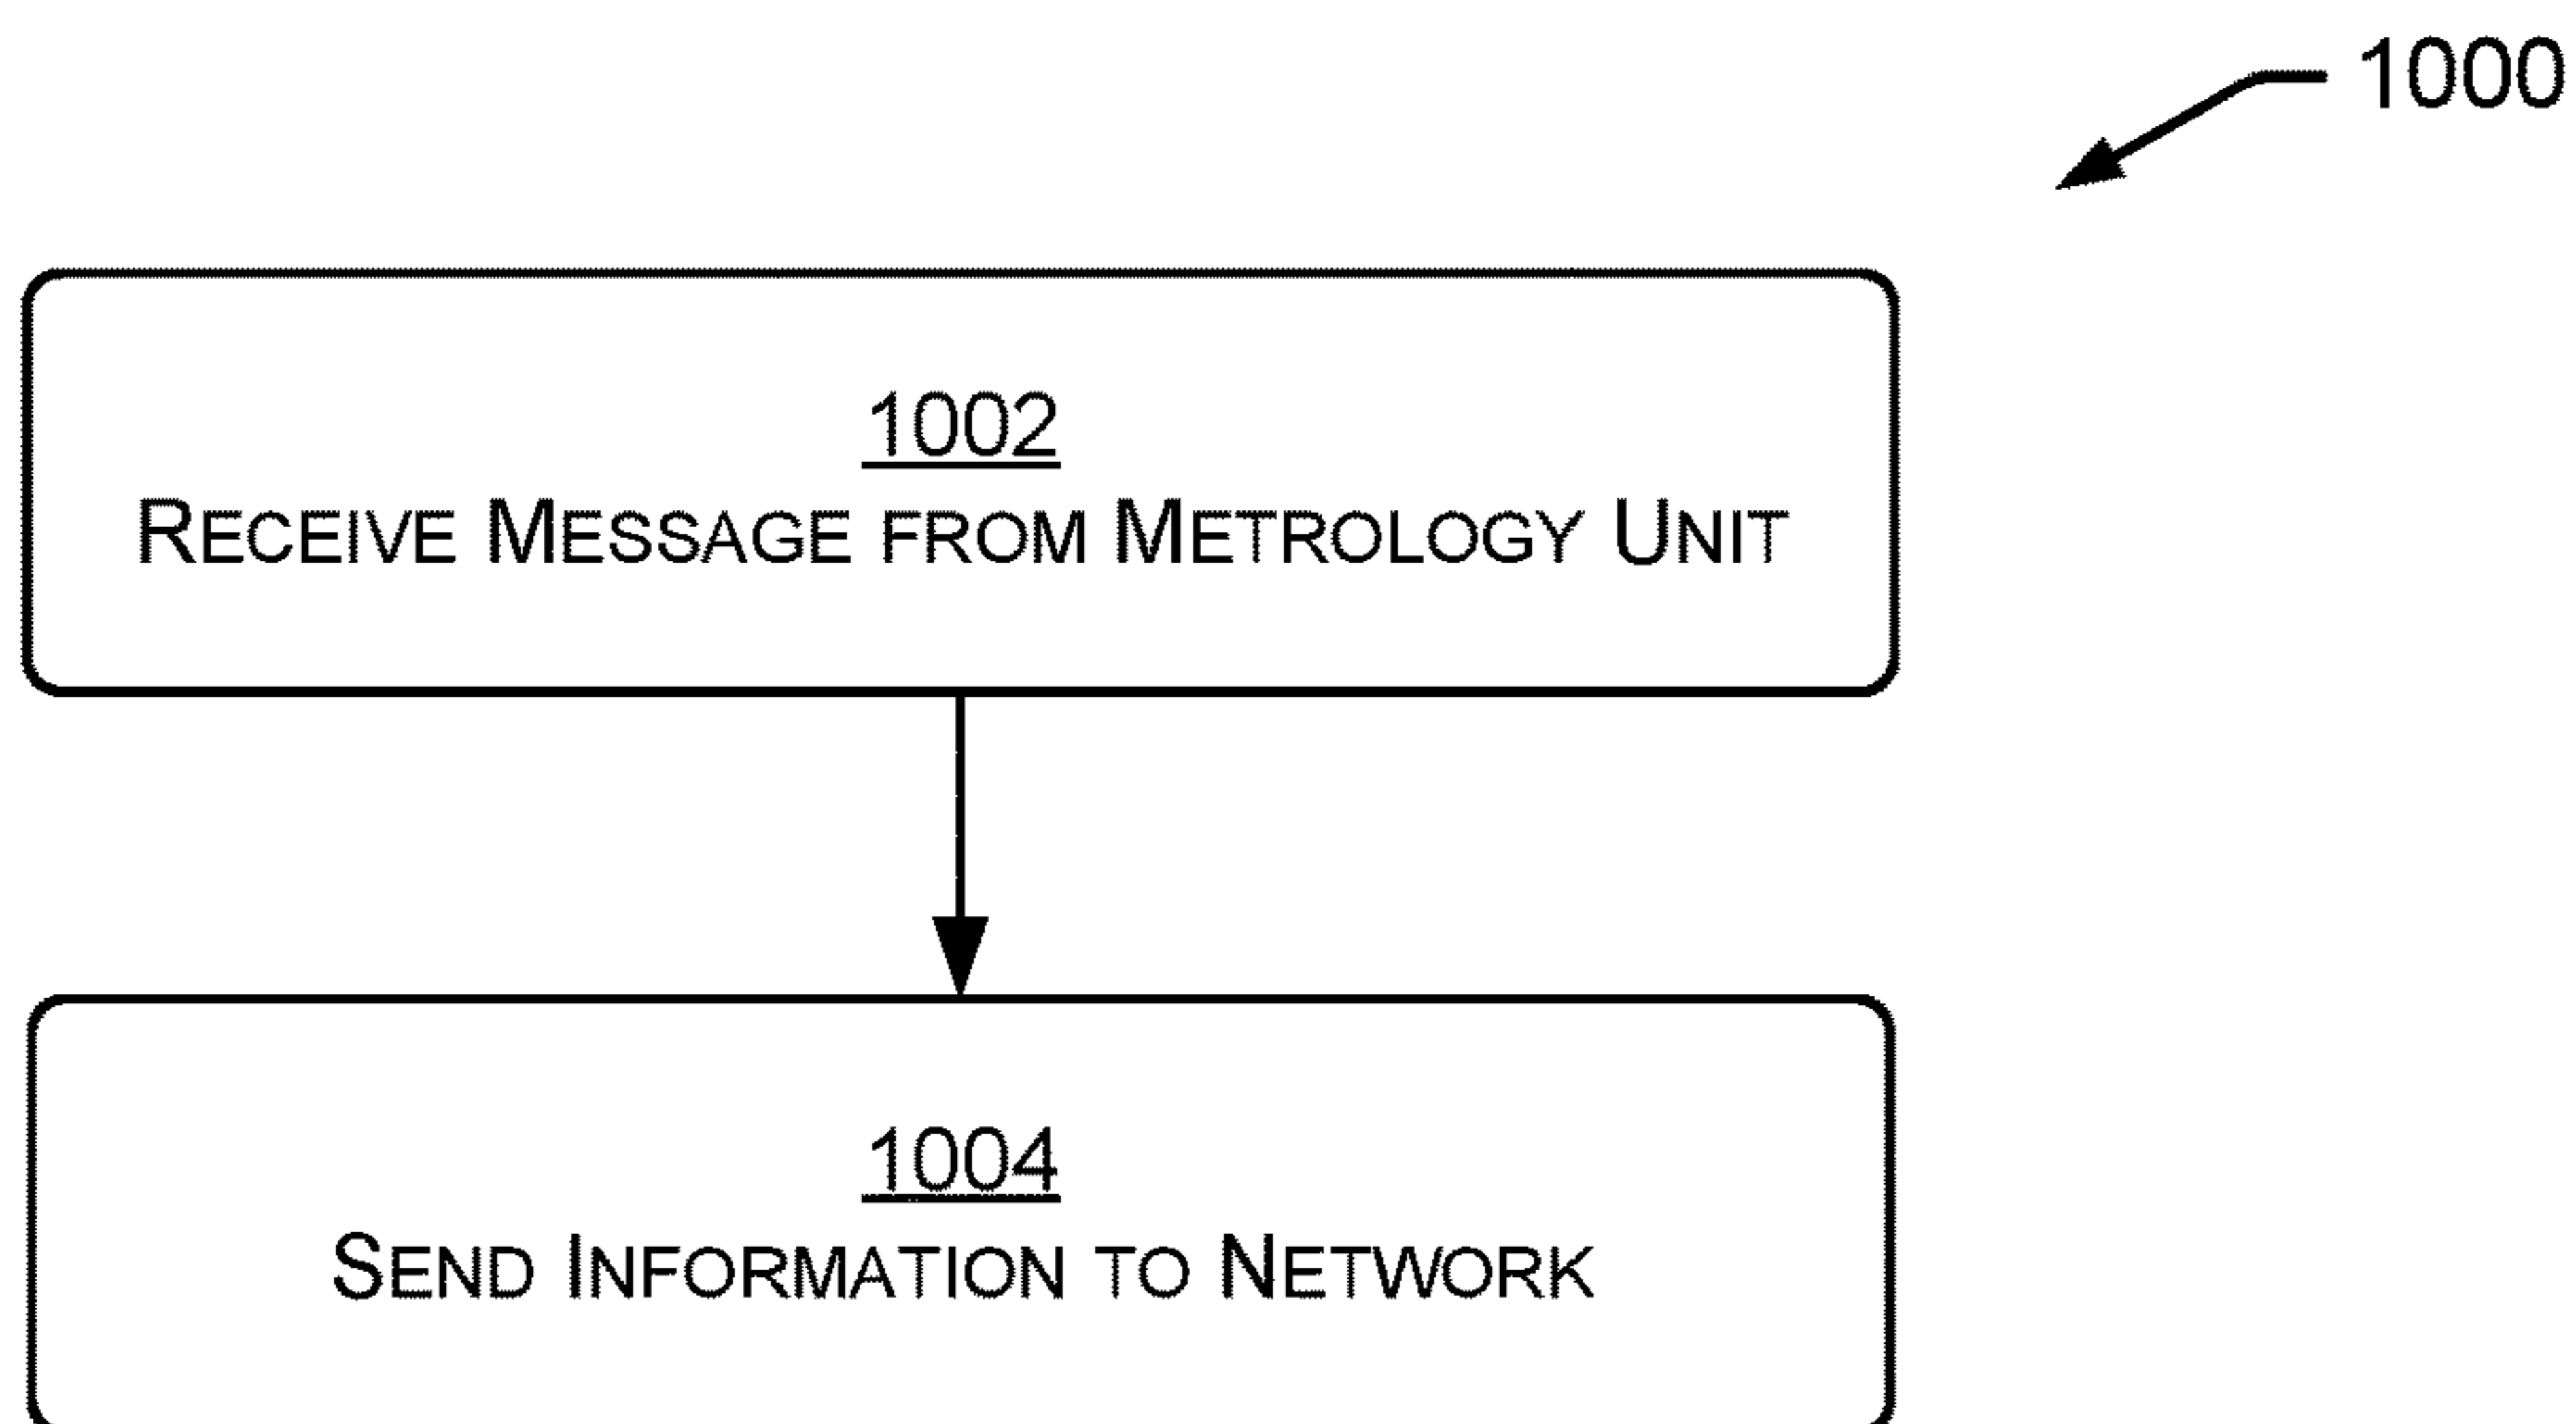 1000
1002
RECEIVE MESSAGE FROM METROLOGY UNIT
1004
SEND INFORMATION TO NETWORK